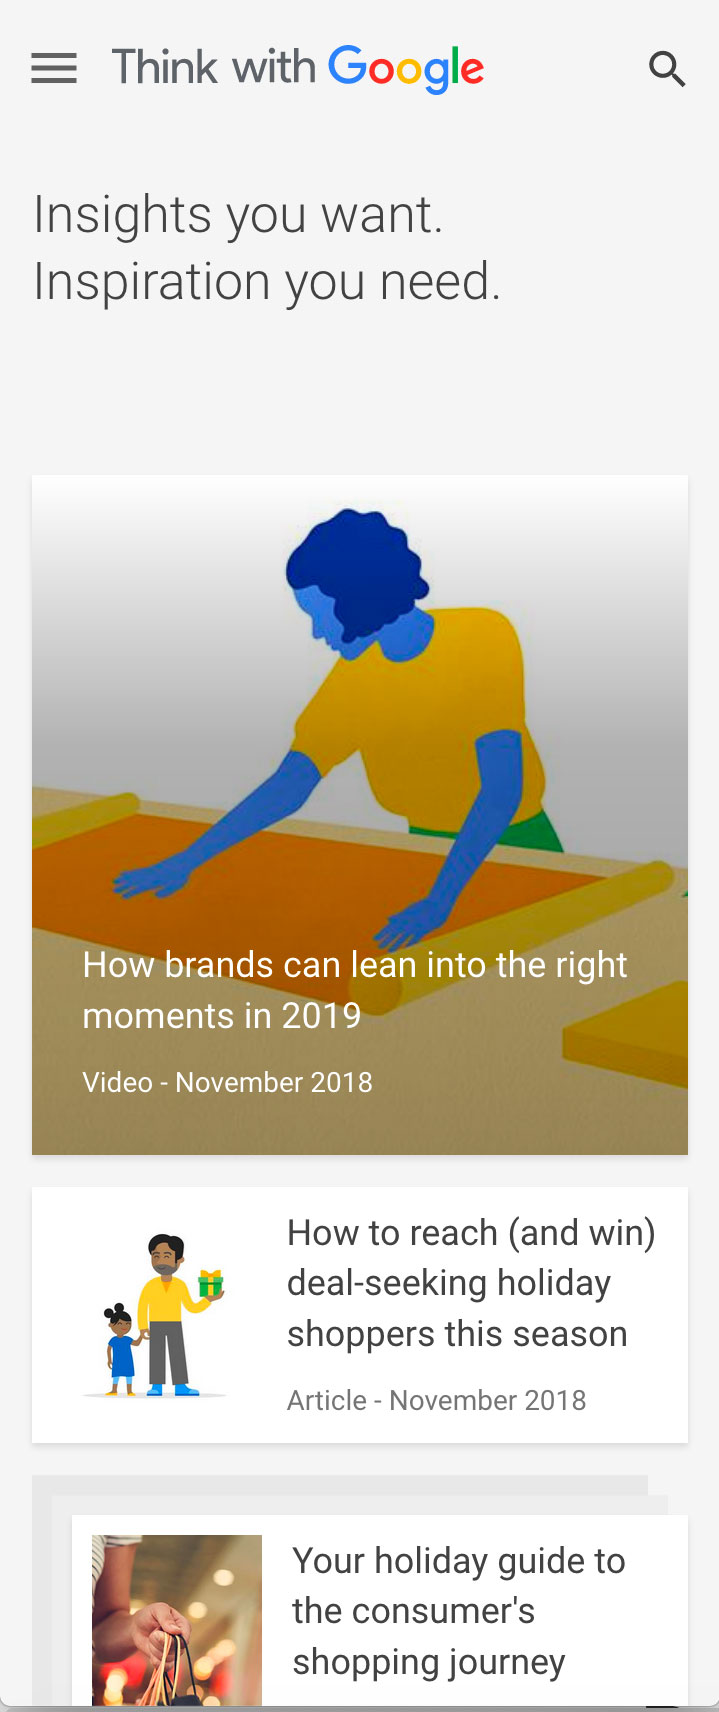 Think with Google
Insights you want.
Inspiration you need.
How brands can lean into the right
moments in 2019
Video - November 2018
How to reach (and win)
deal-seeking holiday
shoppers this season
Article - November 2018
Your holiday guide to
the consumer's
shopping journey